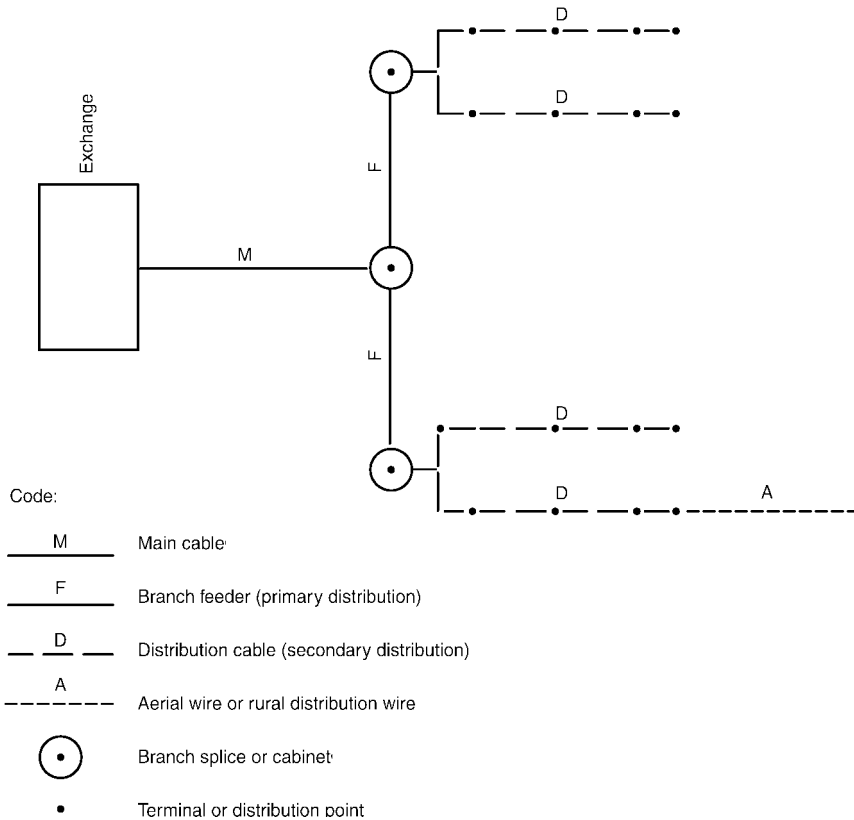 D
D
Exchange
F
M
F
D
D
A
Code:
M
Main cable
F
Branch feeder (primary distribution)
D
Distribution cable (secondary distribution)
A
Aerial wire or rural distribution wire
Branch splice or cabinet
Terminal or distribution point